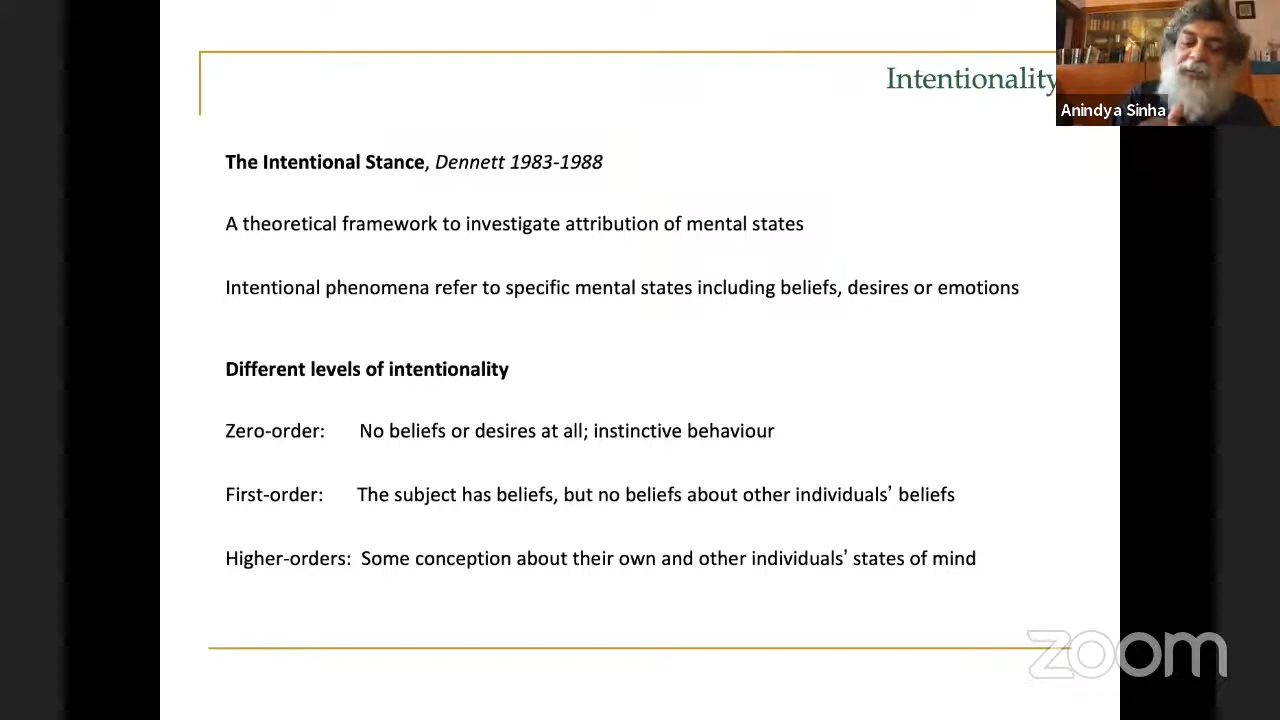 Intentionality
Anindya Sinha
The Intentional Stance, Dennett 1983-1988
A theoretical framework to investigate attribution of mental states
Intentional phenomena refer to specific mental states including beliefs, desires or emotions
Different levels of intentionality
Zero-order: No beliefs or desires at all; instinctive behaviour
First-order: The subject has beliefs, but no beliefs about other individuals’ beliefs
Higher-orders: Some conception about their own and other individuals’ states of mind
zoom